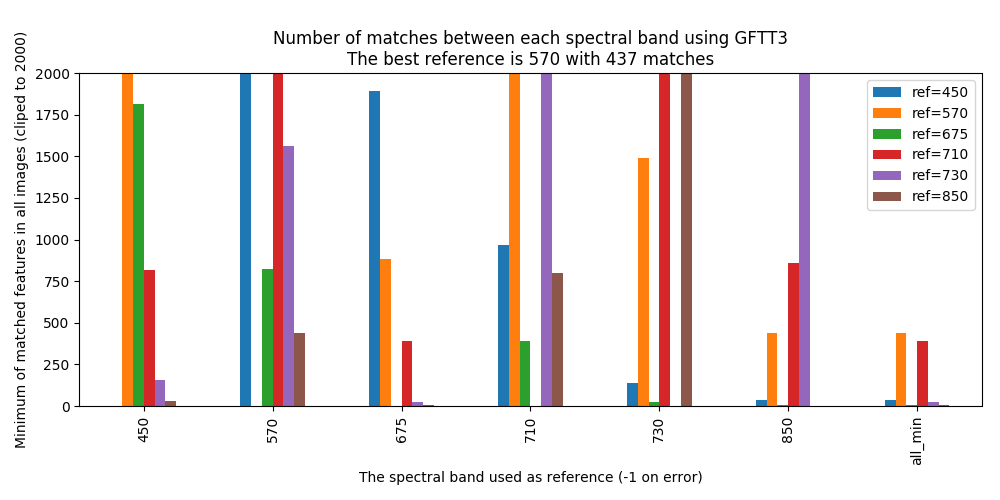 Number of matches between each spectral band using GFTT3
The best reference is 570 with 437 matches
Minimum of matched features in all images (cliped to 2000)
2000
1750
1500
1250
1000
750
500
250
0
ref=450
ref=570
ref=675
ref=710
ref=730
ref=850
450
570
675
710
730
850
all_min
The spectral band used as reference (-1 on error)